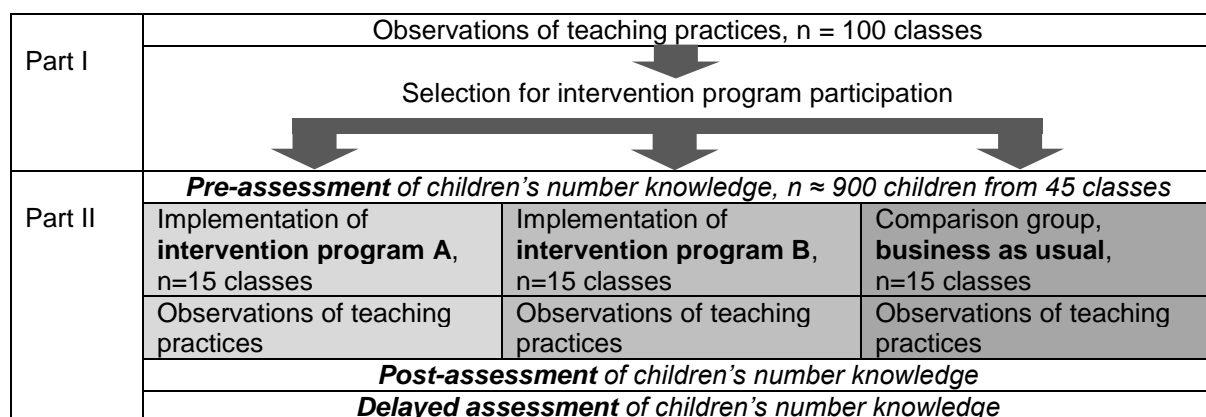 Part I
Observations of teaching practices, n = 100 classes
Selection for intervention program participation
Part II
Pre-assessment of children’s number knowledge, n ≈ 900 children from 45 classes
Implementation of
intervention program A,
n=15 classes
Implementation of
intervention program B,
n=15 classes
Comparison group,
business as usual,
n=15 classes
Observations of teaching
practices
Observations of teaching
practices
Observations of teaching
practices
Post-assessment of children’s number knowledge
Delayed assessment of children’s number knowledge